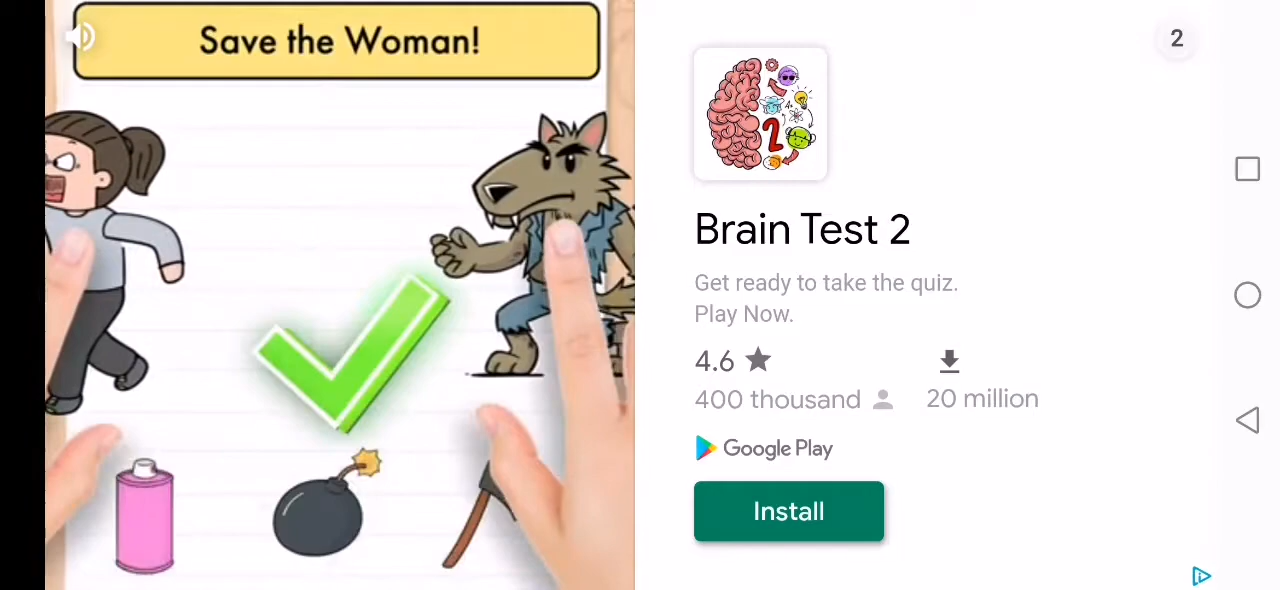 Save the Woman!
2
2
Brain Test 2
Get ready to take the quiz.
Play Now.
4.6
400 thousand
20 million
Google Play
Install